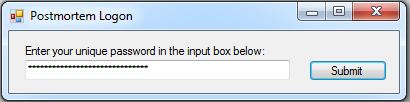 Postmortem Logon
Enter your unique password in the input box below:
******************************
Submit